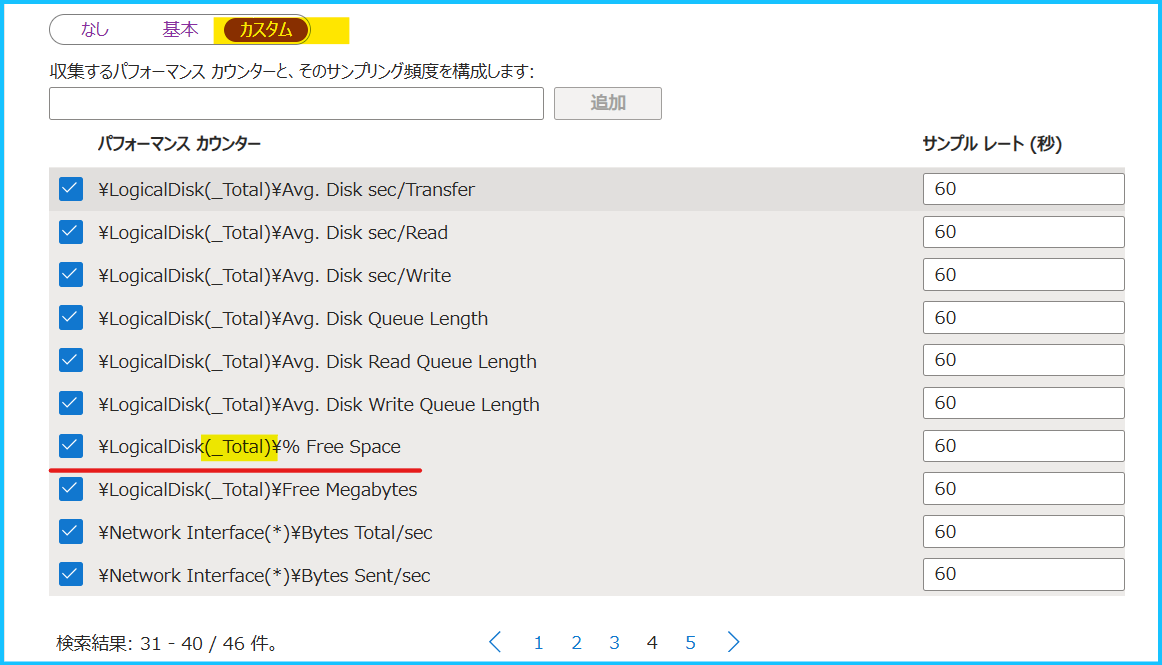 なし 基本 カスタム
収集するパフォーマンス カウンターと、そのサンプリング頻度を構成します:
追加
パフォーマンス カウンター サンプル レート (秒)
¥LogicalDisk(_Total)¥Avg. Disk sec/Transfer 60
¥LogicalDisk(_Total)¥Avg. Disk sec/Read 60
¥LogicalDisk(_Total)¥Avg. Disk sec/Write 60
¥LogicalDisk(_Total)¥Avg. Disk Queue Length 60
¥LogicalDisk(_Total)¥Avg. Disk Read Queue Length 60
¥LogicalDisk(_Total)¥Avg. Disk Write Queue Length 60
¥LogicalDisk(_Total)¥% Free Space 60
¥LogicalDisk(_Total)¥Free Megabytes 60
¥Network Interface(*)¥Bytes Total/sec 60
¥Network Interface(*)¥Bytes Sent/sec 60
検索結果: 31 - 40 / 46 件。 1 2 3 4 5